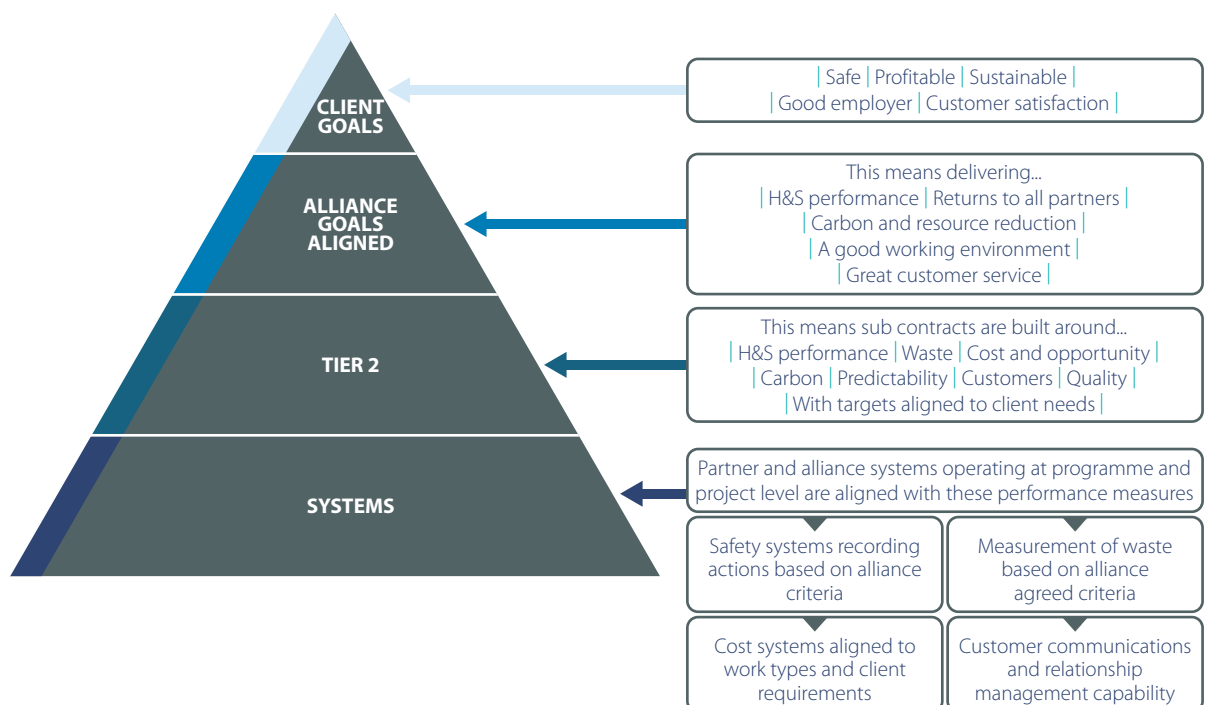 CLIENT
GOALS
| Safe | Profitable | Sustainable |
| Good employer | Customer satisfaction |
ALLIANCE
GOALS
ALIGNED
This means delivering...
| H&S performance | Returns to all partners |
| Carbon and resource reduction |
| A good working environment |
| Great customer service |
TIER 2
This means sub contracts are built around...
| H&S performance | Waste | Cost and opportunity |
| Carbon | Predictability | Customers | Quality |
| With targets aligned to client needs |
SYSTEMS
Partner and alliance systems operating at programme and
project level are aligned with these performance measures
Safety systems recording
actions based on alliance
criteria
Measurement of waste
based on alliance
agreed criteria
Cost systems aligned to
work types and client
requirements
Customer communications
and relationship
management capability